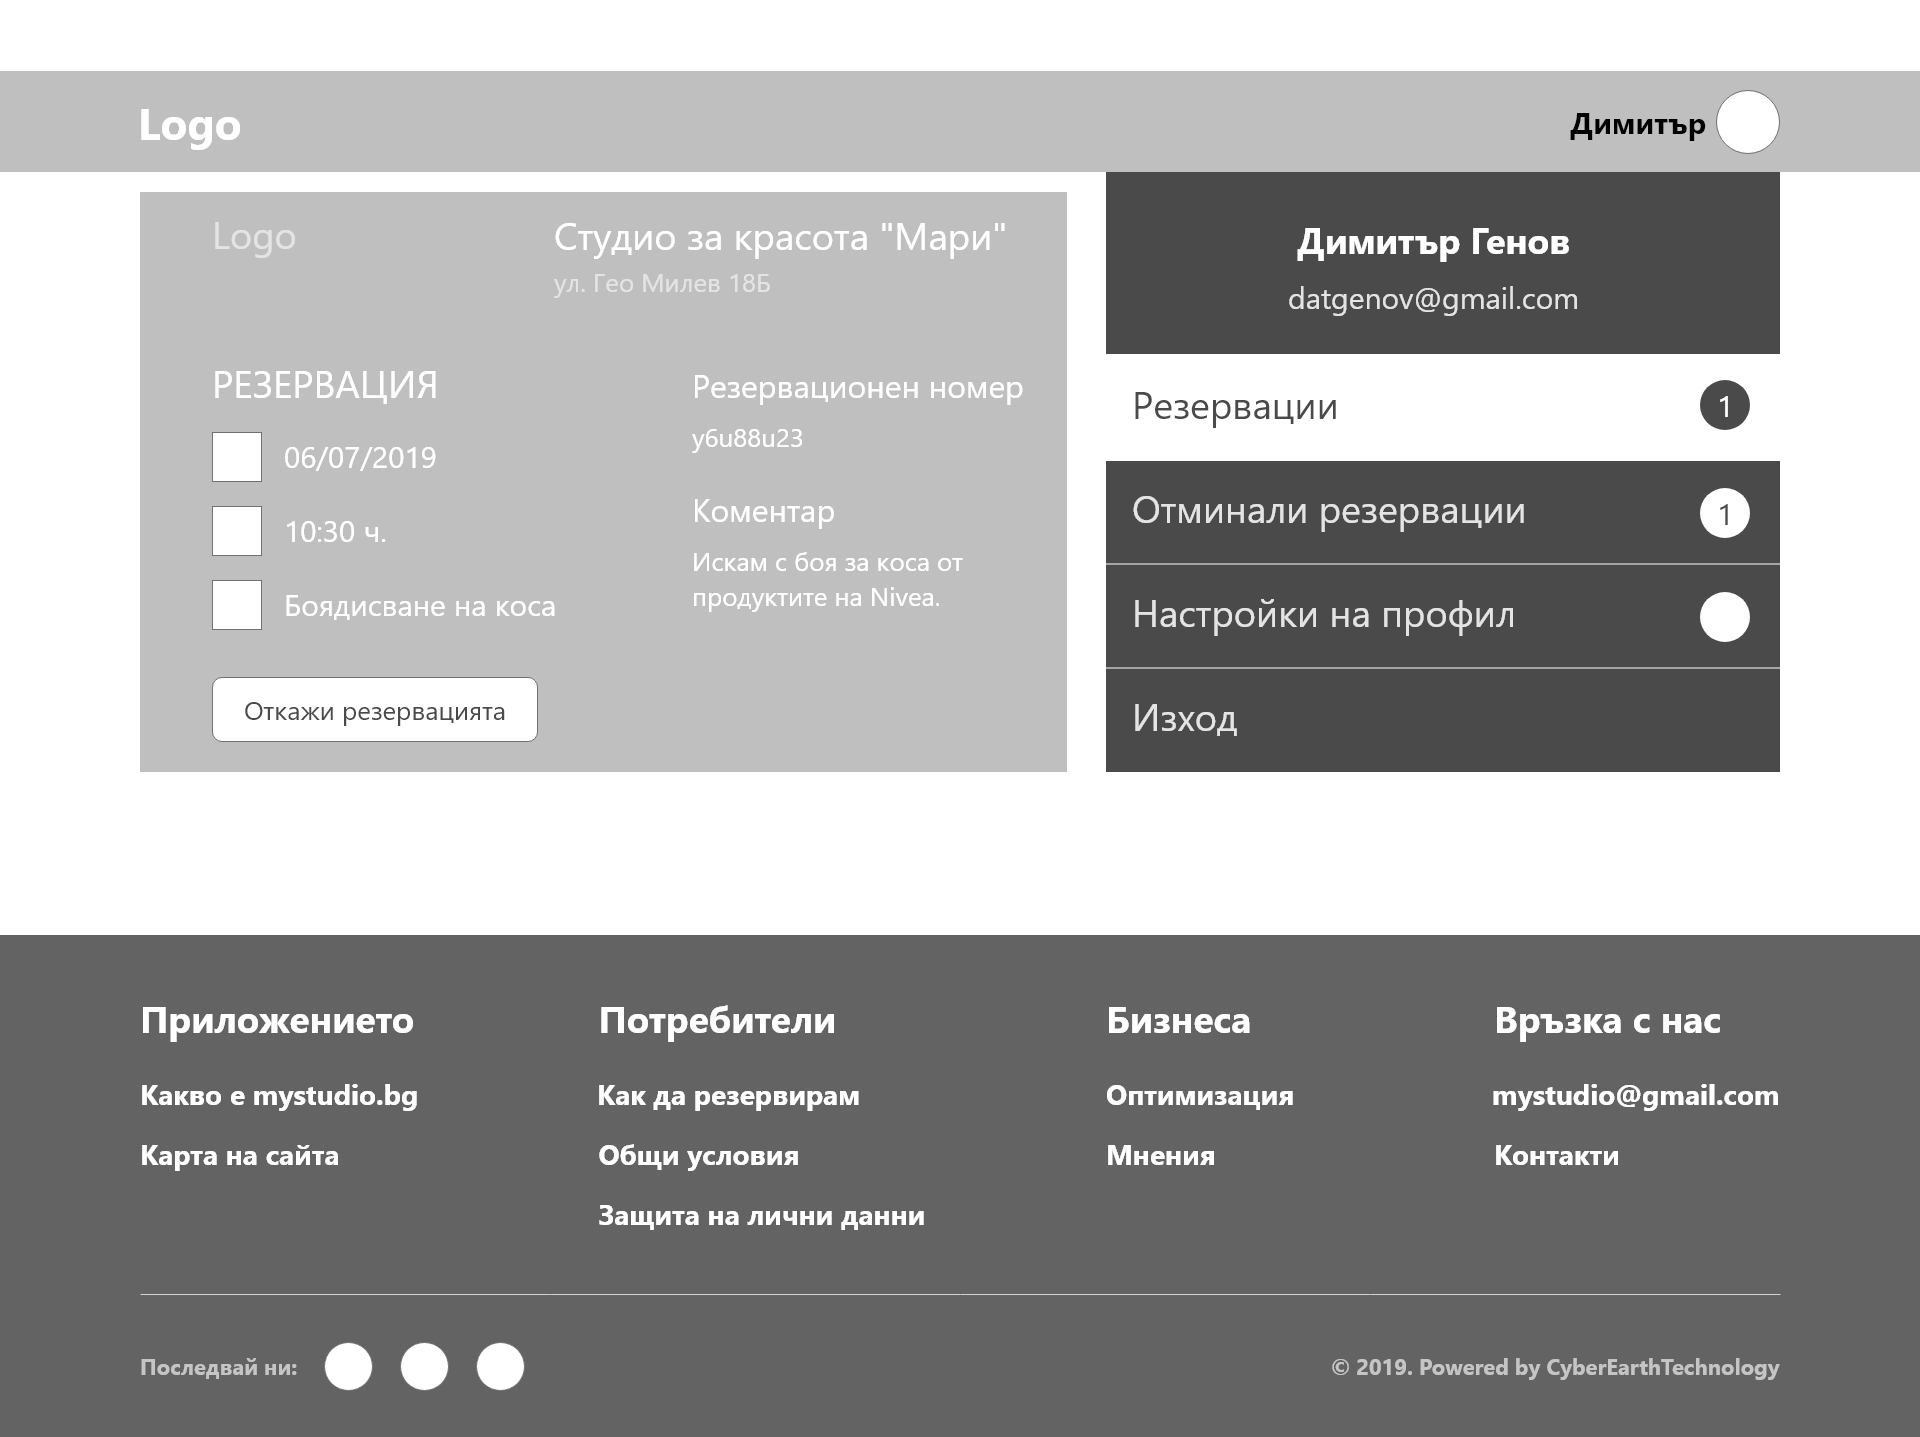 Logo
Димитър
Logo
Студио за красота "Мари"
ул. Гео Милев 18Б
РЕЗЕРВАЦИЯ
06/07/2019
10:30 ч.
Боядисване на коса
Резервационен номер
y6u88u23
Коментар
Искам с боя за коса от
продуктите на Nivea.
Откажи резервацията
Димитър Генов
datgenov@gmail.com
Резервации 1
Отминали резервации 1
Настройки на профил
Изход
Приложението
Какво е mystudio.bg
Карта на сайта
Потребители
Как да резервирам
Общи условия
Защита на лични данни
Бизнеса
Оптимизация
Мнения
Връзка с нас
mystudio@gmail.com
Контакти
Последвай ни:
© 2019. Powered by CyberEarthTechnology